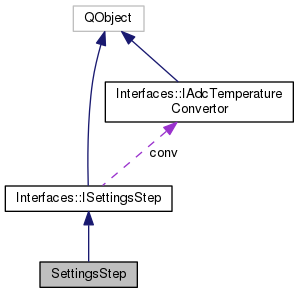 QObject
Interfaces::IAdcTemperature
Convertor
conv
Interfaces::ISettingsStep
SettingsStep